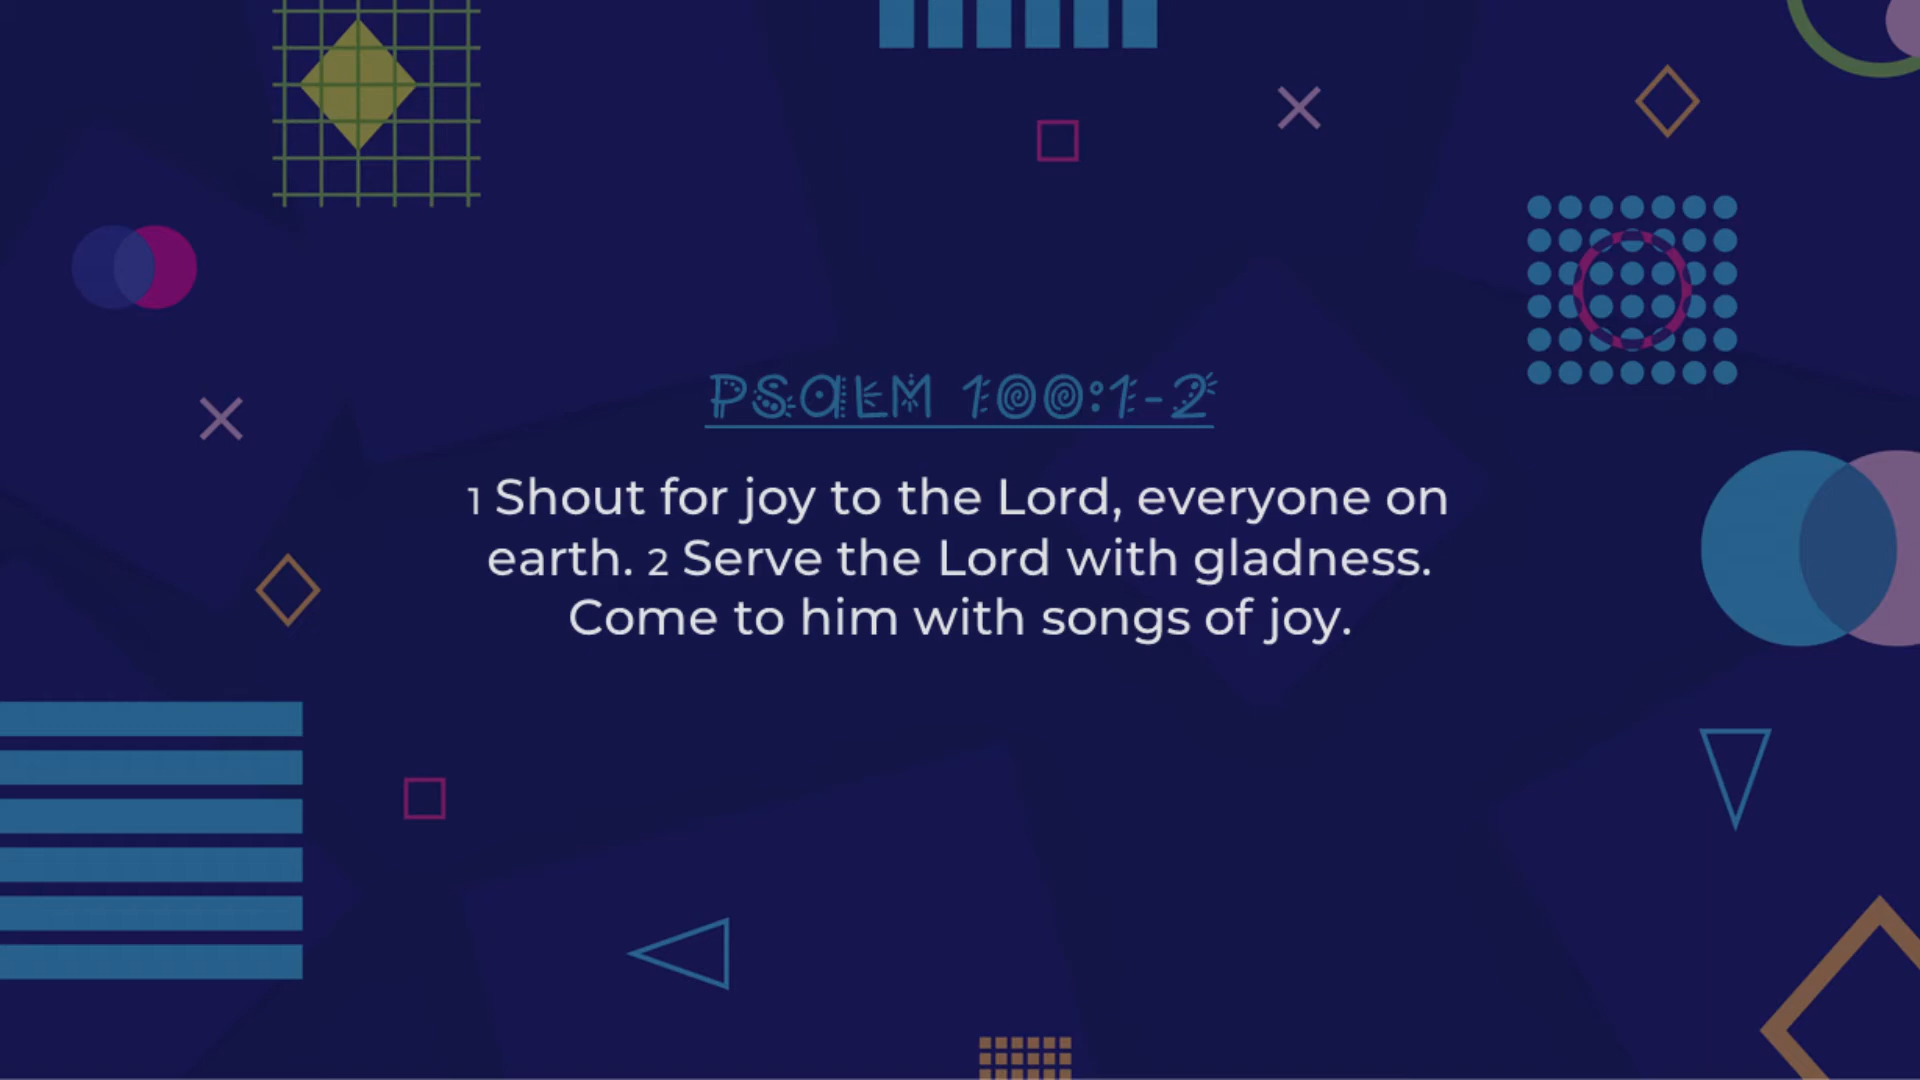 PSALM 100:1-2
1 Shout for joy to the Lord, everyone on
earth. 2 Serve the Lord with gladness.
Come to him with songs of joy.